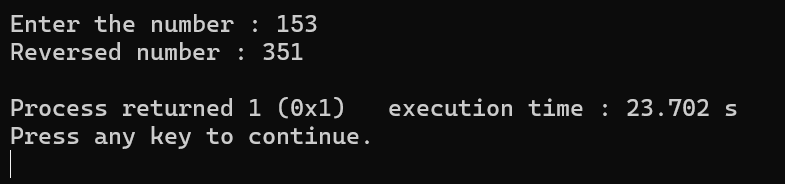 Enter the number : 153
Reversed number : 351
Process returned 1 (0x1)   execution time : 23.702 s
Press any key to continue.